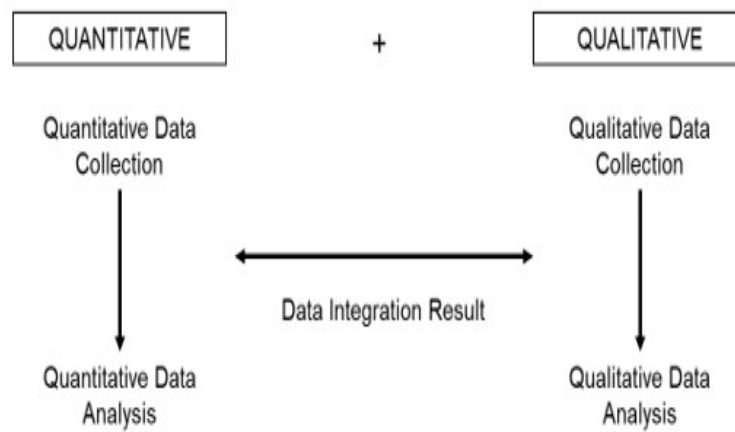 QUANTITATIVE
+
QUALITATIVE
Quantitative Data
Collection
Qualitative Data
Collection
Data Integration Result
Quantitative Data
Analysis
Qualitative Data
Analysis